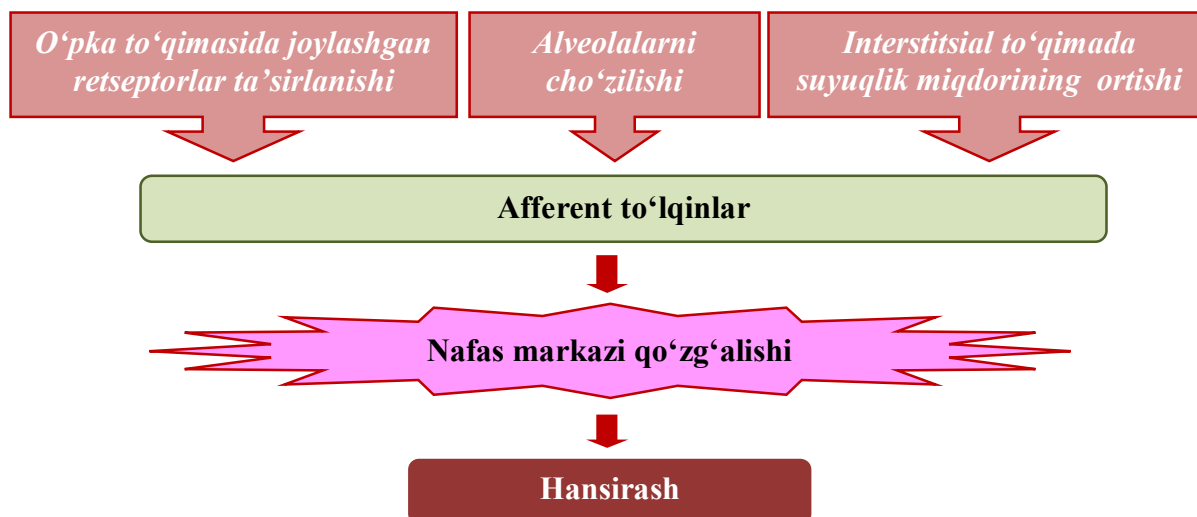 O‘pka to‘qimasida joylashgan
retseptorlar ta’sirlanishi
Alveolalarni
cho‘zilishi
Interstitsial to‘qimada
suyuqlik miqdorining ortishi
Afferent to‘lqinlar
Nafas markazi qo‘zg‘alishi
Hansirash